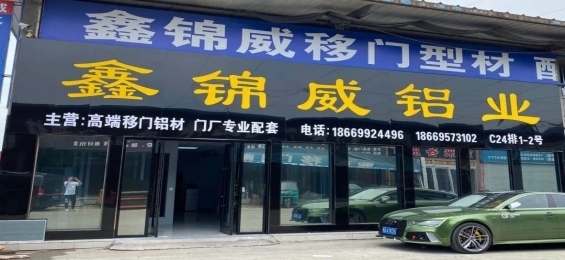 鑫锦威移门型材 配
鑫锦威铝业
主营:高端移门铝材 门厂专业配套 电话:18669924496 18669573102 C24排1-2号